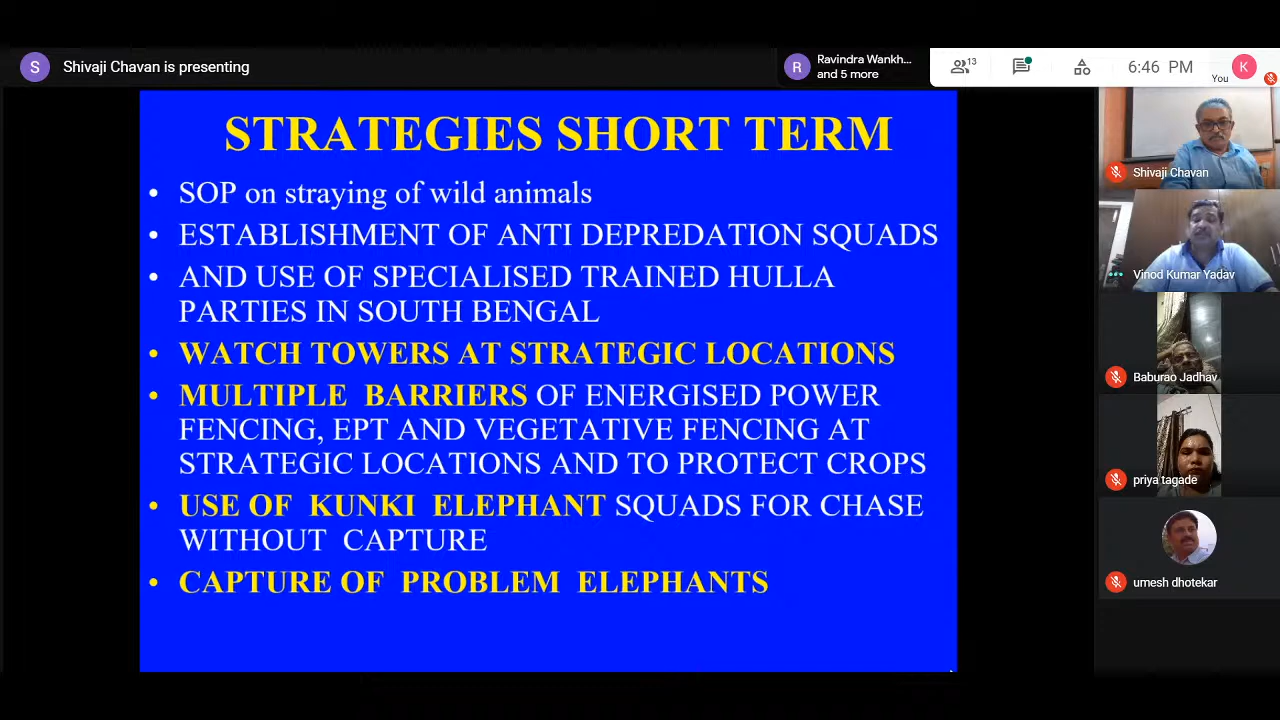 S
Shivaji Chavan is presenting
R
Ravindra Wankh...
and 5 more
13
6:46 PM
You
K
STRATEGIES SHORT TERM
• SOP on straying of wild animals
• ESTABLISHMENT OF ANTI DEPREDATION SQUADS
• AND USE OF SPECIALISED TRAINED HULLA
PARTIES IN SOUTH BENGAL
• WATCH TOWERS AT STRATEGIC LOCATIONS
• MULTIPLE BARRIERS OF ENERGISED POWER
FENCING, EPT AND VEGETATIVE FENCING AT
STRATEGIC LOCATIONS AND TO PROTECT CROPS
• USE OF KUNKI ELEPHANT SQUADS FOR CHASE
WITHOUT CAPTURE
• CAPTURE OF PROBLEM ELEPHANTS
Shivaji Chavan
Vinod Kumar Yadav
Baburao Jadhav
priya tagade
umesh dhotekar